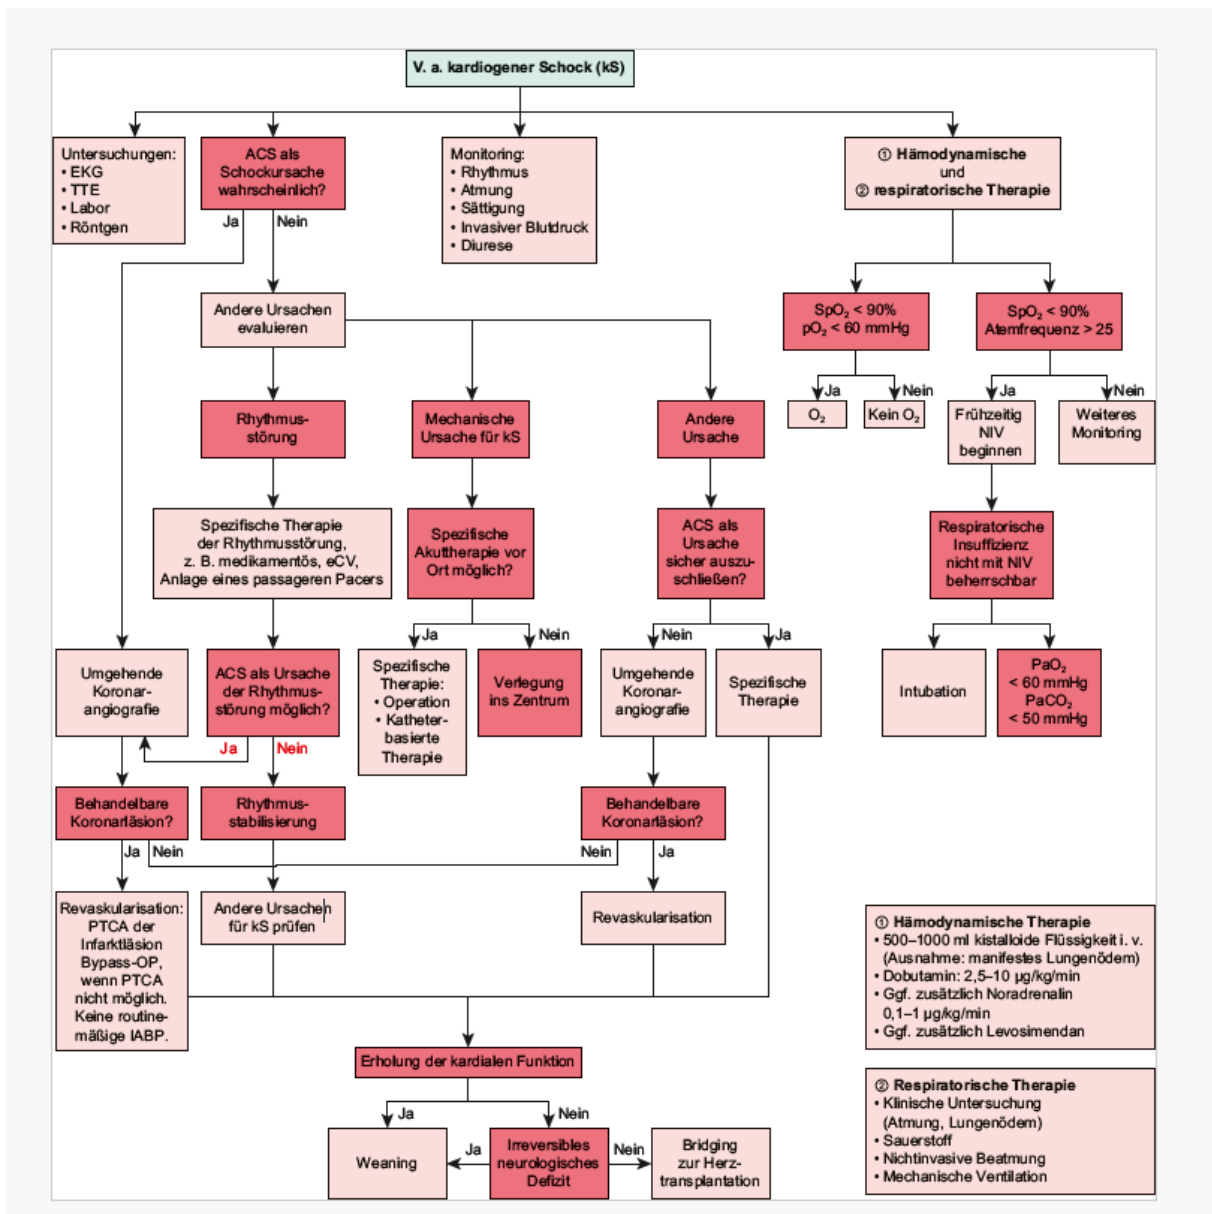 V. a. kardiogener Schock (kS)
Untersuchungen:
• EKG
• TTE
• Labor
• Röntgen
ACS als
Schockursache
wahrscheinlich?
Ja
Nein
Monitoring:
• Rhythmus
• Atmung
• Sättigung
• Invasiver Blutdruck
• Diurese
① Hämodynamische
und
② respiratorische Therapie
Andere Ursachen
evaluieren
SpO₂ < 90%
pO₂ < 60 mmHg
SpO₂ < 90%
Atemfrequenz > 25
Ja
Nein
Ja
Nein
O₂
Kein O₂
Frühzeitig
NIV
beginnen
Weiteres
Monitoring
Rhythmus-
störung
Mechanische
Ursache für kS
Andere
Ursache
Spezifische Therapie
der Rhythmusstörung,
z. B. medikamentös, eCV,
Anlage eines passageren Pacers
Spezifische
Akuttherapie vor
Ort möglich?
ACS als
Ursache
sicher auszu-
schließen?
Respiratorische
Insuffizienz
nicht mit NIV
beherrschbar
Ja
Nein
Nein
Ja
Umgehende
Koronar-
angiografie
ACS als Ursache
der Rhythmus-
störung möglich?
Spezifische
Therapie:
• Operation
• Katheter-
basierte
Therapie
Verlegung
ins Zentrum
Umgehende
Koronar-
angiografie
Spezifische
Therapie
Intubation
PaO₂
< 60 mmHg
PaCO₂
< 50 mmHg
Ja
Nein
Behandelbare
Koronarläsion?
Rhythmus-
stabilisierung
Behandelbare
Koronarläsion?
Ja
Nein
Nein
Ja
Revaskularisation:
PTCA der
Infarktläsion
Bypass-OP,
wenn PTCA
nicht möglich.
Keine routine-
mäßige IABP.
Andere Ursachen
für kS prüfen
Revaskularisation
① Hämodynamische Therapie
• 500–1000 ml kistalloide Flüssigkeit i. v.
(Ausnahme: manifestes Lungenödem)
• Dobutamin: 2,5–10 µg/kg/min
• Ggf. zusätzlich Noradrenalin
0,1–1 µg/kg/min
• Ggf. zusätzlich Levosimendan
Erholung der kardialen Funktion
Ja
Nein
Weaning
Ja
Irreversibles
neurologisches
Defizit
Nein
Bridging
zur Herz-
transplantation
② Respiratorische Therapie
• Klinische Untersuchung
(Atmung, Lungenödem)
• Sauerstoff
• Nichtinvasive Beatmung
• Mechanische Ventilation